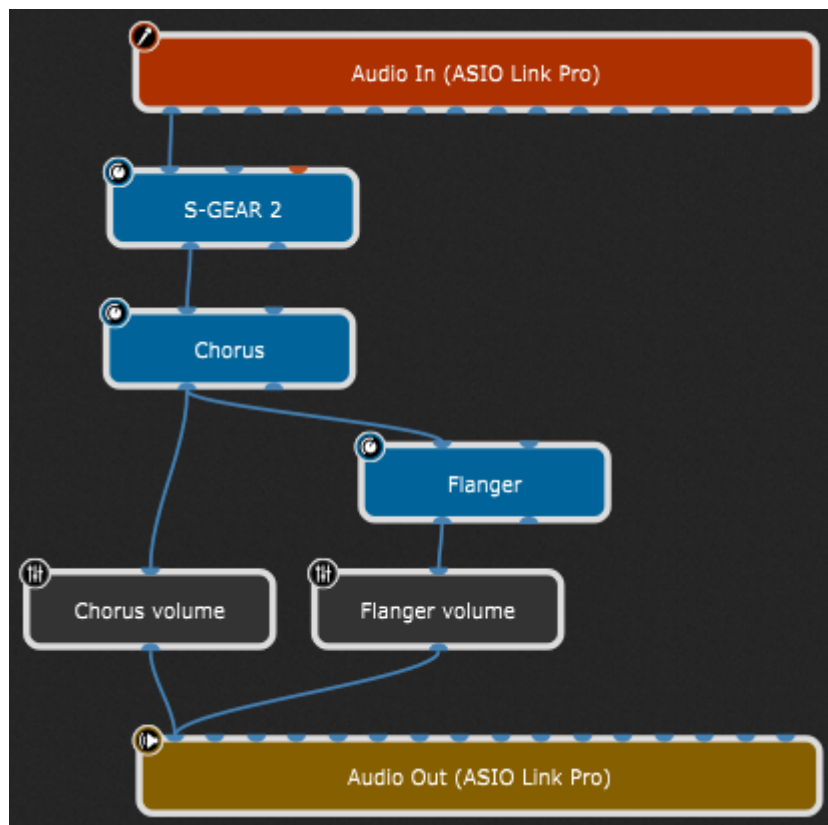 Audio In (ASIO Link Pro)
S-GEAR 2
Chorus
Flanger
Chorus volume
Flanger volume
Audio Out (ASIO Link Pro)